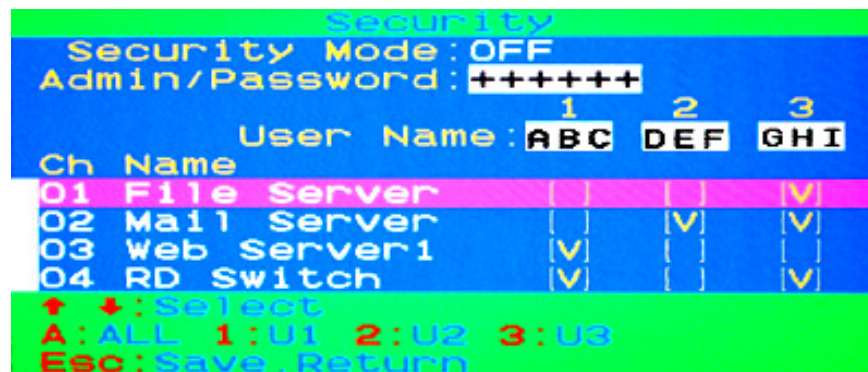 Security
Security Mode:OFF
Admin/Password:++++++
1 2 3
User Name:ABC DEF GHI
Ch Name
01 File Server [ ] [ ] [V]
02 Mail Server [ ] [V] [V]
03 Web Server1 [V] [ ] [ ]
04 RD Switch [V] [ ] [V]
↑ ↓:Select
A:ALL 1:U1 2:U2 3:U3
Esc:Save,Return